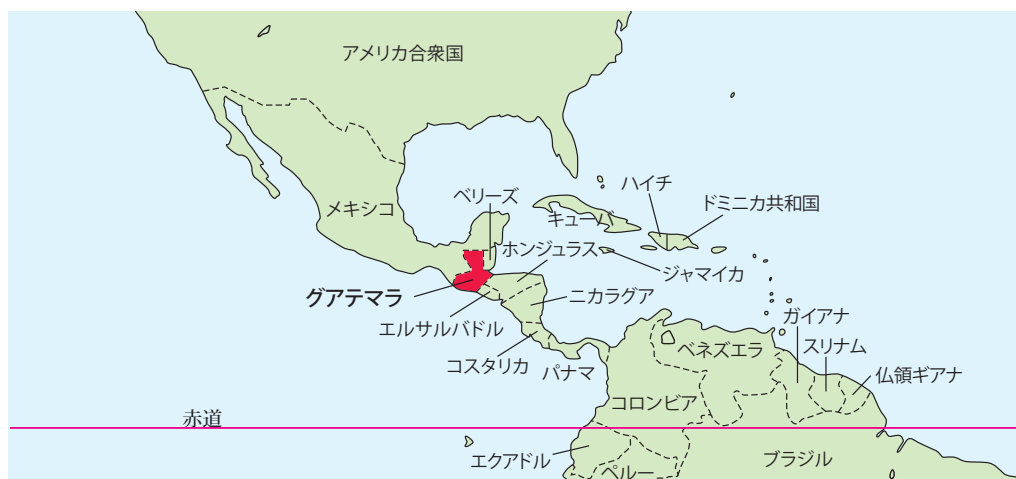 アメリカ合衆国
ハイチ
ベリーズ
ドミニカ共和国
メキシコ
キューバ
ホンジュラス
ジャマイカ
グアテマラ
ニカラグア
ガイアナ
エルサルバドル
スリナム
ベネズエラ
コスタリカ
パナマ
仏領ギアナ
コロンビア
赤道
エクアドル
ブラジル
ペルー